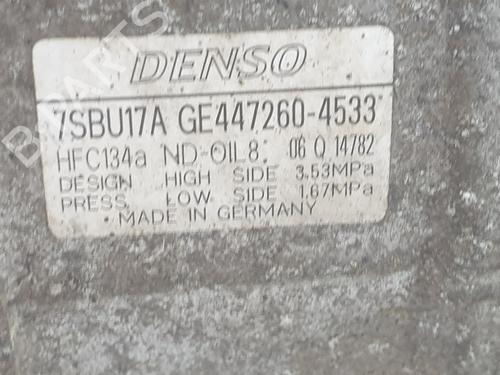 DENSO
7SBU17A GE447260-4533
HFC134a ND-OIL8 06 Q 14782
DESIGN HIGH SIDE 3.53MPa
PRESS. LOW SIDE 1.67MPa
MADE IN GERMANY